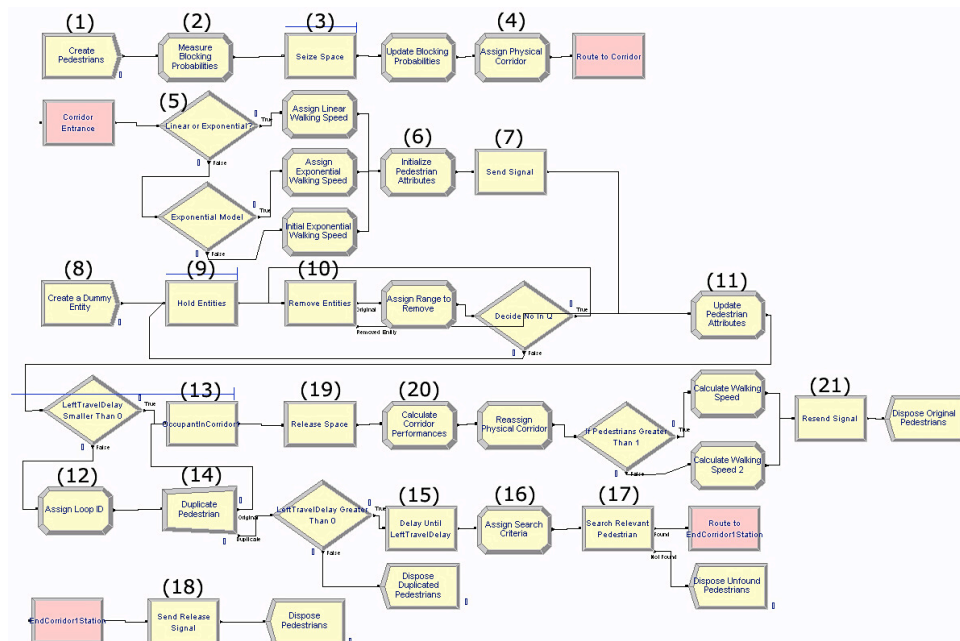 (1)
(2)
(3)
(4)
Create
Pedestrians
Measure
Blocking
Probabilities
Seize Space
Update Blocking
Probabilities
Assign Physical
Corridor
Route to Corridor
Corridor
Entrance
(5)
Linear or Exponential?
True
False
Assign Linear
Walking Speed
Exponential Model
True
False
Assign
Exponential
Walking Speed
Initial Exponential
Walking Speed
(6)
Initialize
Pedestrian
Attributes
(7)
Send Signal
(8)
Create a Dummy
Entity
(9)
Hold Entities
(10)
Remove Entities
Original
Removed Entity
Assign Range to
Remove
Decide No In Q
True
False
(11)
Update
Pedestrian
Attributes
LeftTravelDelay
Smaller Than 0
True
False
(13)
OccupantInCorridor
(19)
Release Space
(20)
Calculate
Corridor
Performances
Reassign
Physical Corridor
If Pedestrians Greater
Than 1
True
False
Calculate Walking
Speed
Calculate Walking
Speed 2
(21)
Resend Signal
Dispose Original
Pedestrians
(12)
Assign Loop ID
(14)
Duplicate
Pedestrian
Original
Duplicate
LeftTravelDelay Greater
Than 0
True
False
(15)
Delay Until
LeftTravelDelay
(16)
Assign Search
Criteria
(17)
Search Relevant
Pedestrian
Found
Not Found
Route to
EndCorridor1Station
Dispose
Duplicated
Pedestrians
Dispose Unfound
Pedestrians
EndCorridor1Station
(18)
Send Release
Signal
Dispose
Pedestrians